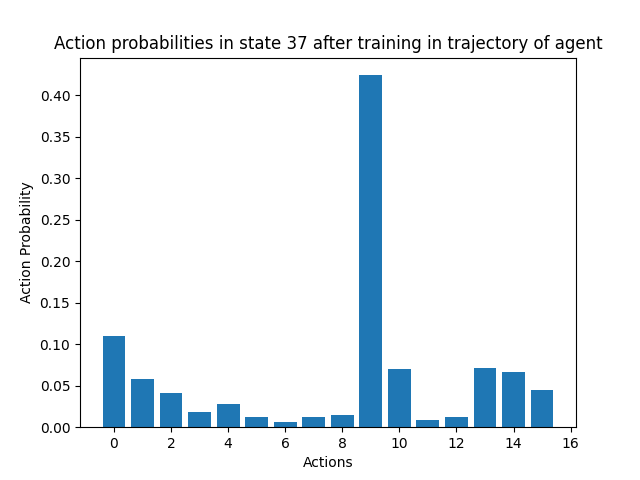 Action probabilities in state 37 after training in trajectory of agent
0.40
0.35
0.30
0.25
0.20
0.15
0.10
0.05
0.00
Action Probability
0 2 4 6 8 10 12 14 16
Actions